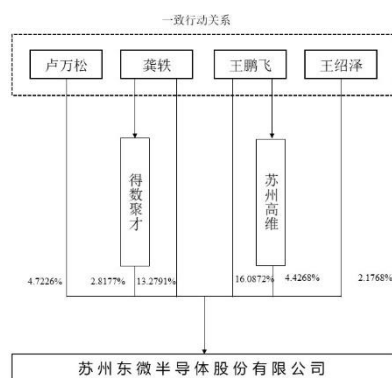 一致行动关系
卢万松 龚轶 王鹏飞 王绍泽
得数聚才
苏州高维
4.7226% 2.8177% 13.2791% 16.0872% 4.4268% 2.1768%
苏州东微半导体股份有限公司